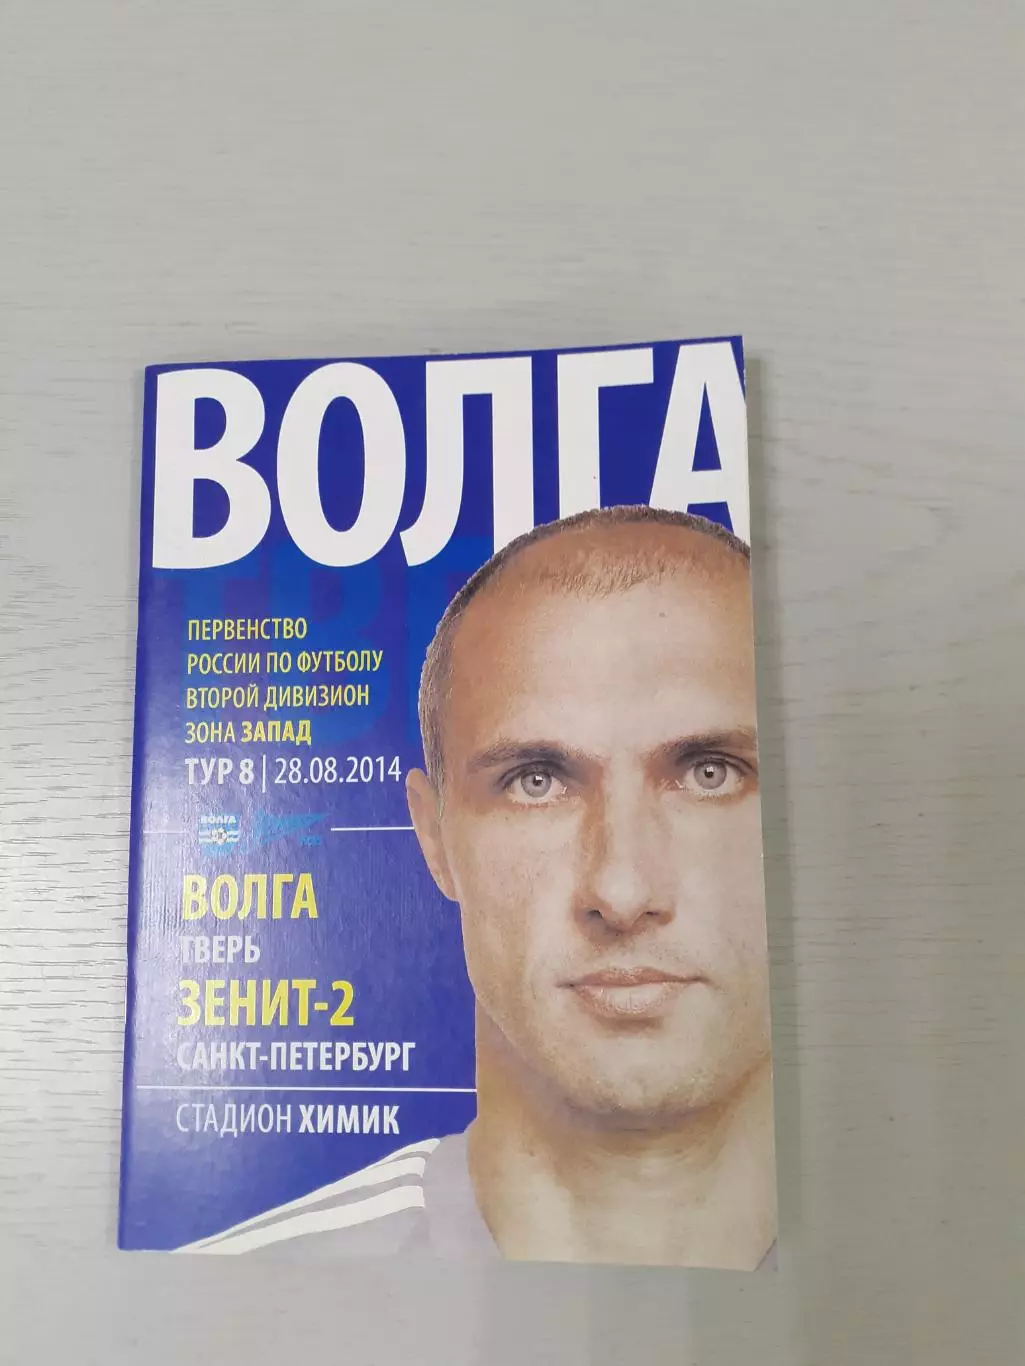 ВОЛГА
ПЕРВЕНСТВО
РОССИИ ПО ФУТБОЛУ
ВТОРОЙ ДИВИЗИОН
ЗОНА ЗАПАД
ТУР 8 | 28.08.2014
ВОЛГА
ВОЛГА
ТВЕРЬ
ЗЕНИТ-2
САНКТ-ПЕТЕРБУРГ
СТАДИОН ХИМИК